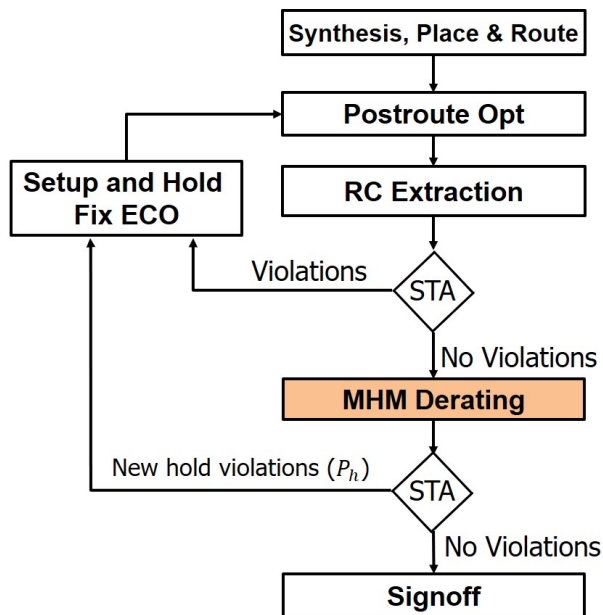 Synthesis, Place & Route
Postroute Opt
Setup and Hold
Fix ECO
RC Extraction
Violations
STA
No Violations
MHM Derating
New hold violations (P_h)
STA
No Violations
Signoff